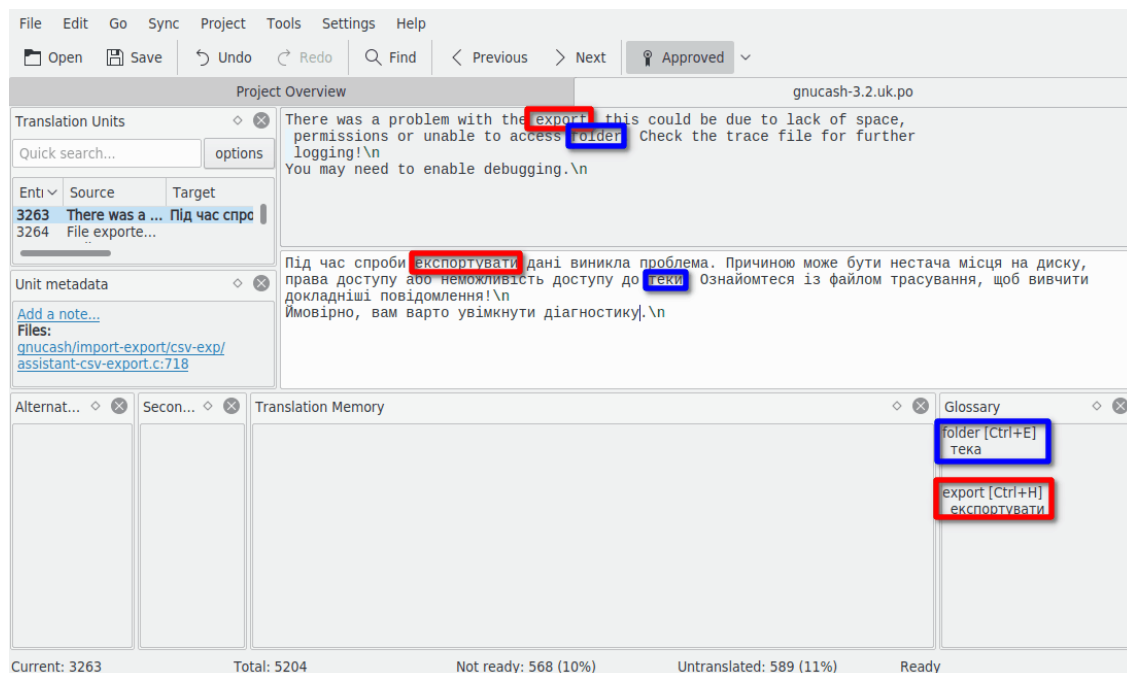 File Edit Go Sync Project Tools Settings Help
Open Save Undo Redo Find Previous Next Approved
Project Overview gnucash-3.2.uk.po
Translation Units
Quick search... options
Entı Source Target
3263 There was a ... Під час спро
3264 File exporte...
Unit metadata
Add a note...
Files:
gnucash/import-export/csv-exp/
assistant-csv-export.c:718
There was a problem with the export, this could be due to lack of space,
permissions or unable to access folder. Check the trace file for further
logging!\n
You may need to enable debugging.\n
Під час спроби експортувати дані виникла проблема. Причиною може бути нестача місця на диску,
права доступу або неможливість доступу до теки. Ознайомтеся із файлом трасування, щоб вивчити
докладніші повідомлення!\n
Ймовірно, вам варто увімкнути діагностику.\n
Alternat... Secon... Translation Memory Glossary
folder [Ctrl+E]
тека
export [Ctrl+H]
експортувати
Current: 3263 Total: 5204 Not ready: 568 (10%) Untranslated: 589 (11%) Ready